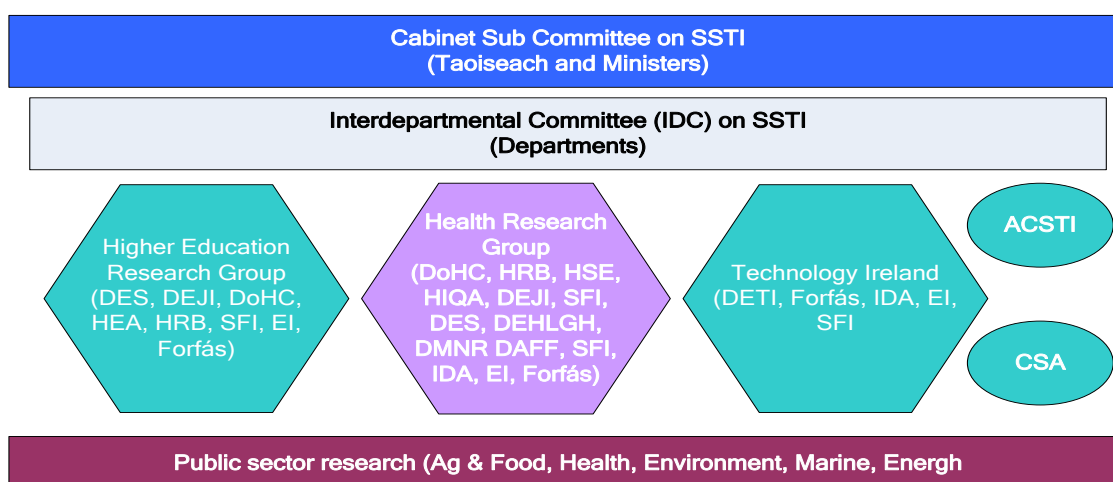 Cabinet Sub Committee on SSTI
(Taoiseach and Ministers)
Interdepartmental Committee (IDC) on SSTI
(Departments)
Higher Education
Research Group
(DES, DEJI, DoHC,
HEA, HRB, SFI, EI,
Forfás)
Health Research
Group
(DoHC, HRB, HSE,
HIQA, DEJI, SFI,
DES, DEHLGH,
DMNR DAFF, SFI,
IDA, EI, Forfás)
Technology Ireland
(DETI, Forfás, IDA, EI,
SFI
ACSTI
CSA
Public sector research (Ag & Food, Health, Environment, Marine, Energh